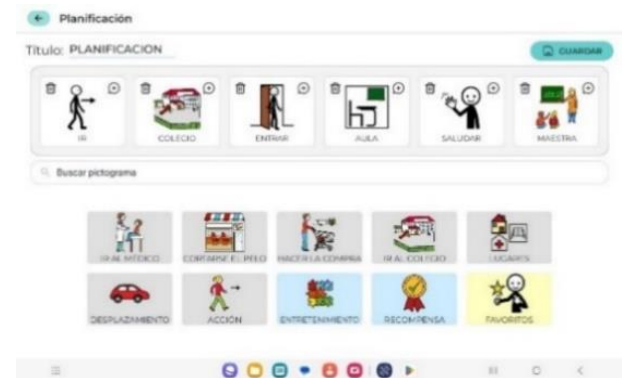 Planificación
Título: PLANIFICACION
GUARDAR
IR COLEGIO ENTRAR AULA SALUDAR MAESTRA
Buscar pictograma
IR AL MÉDICO CORTARSE EL PELO HACER LA COMPRA IR AL COLEGIO LUGARES
DESPLAZAMIENTO ACCIÓN ENTRETENIMIENTO RECOMPENSA FAVORITOS